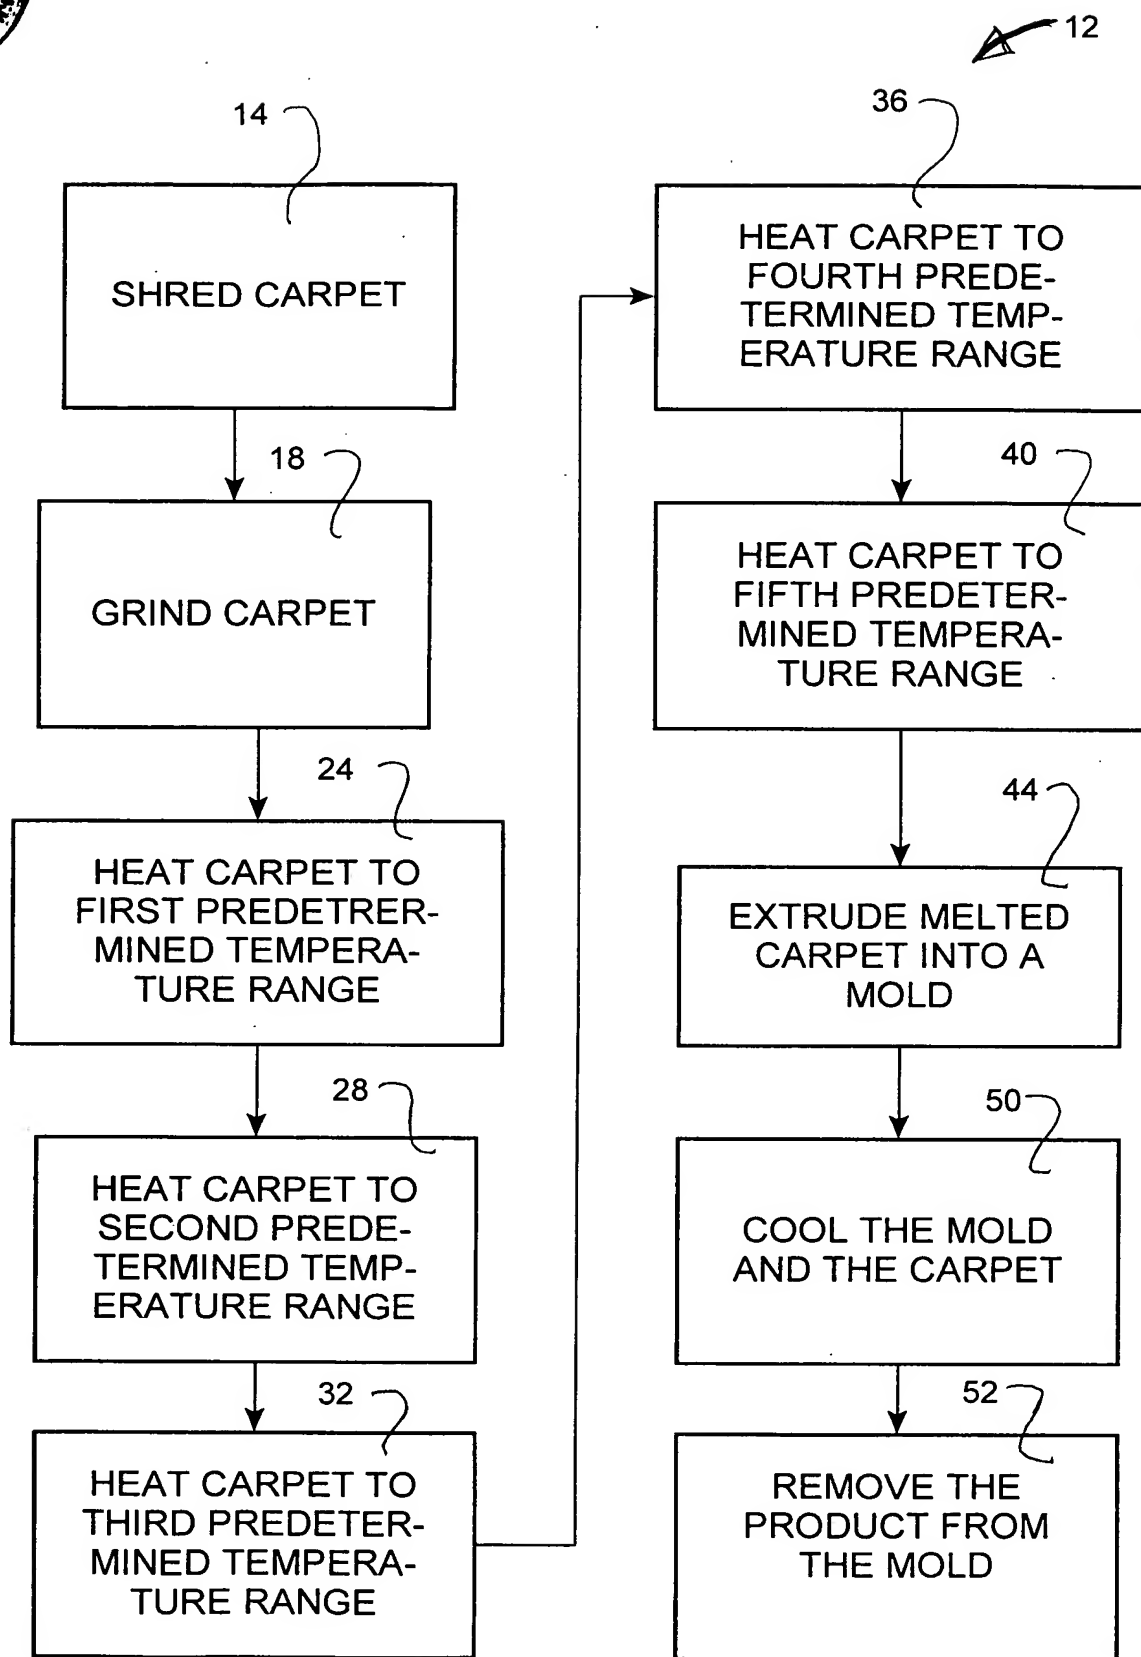 12
14
SHRED CARPET
18
GRIND CARPET
24
HEAT CARPET TO
FIRST PREDETRER-
MINED TEMPERA-
TURE RANGE
28
HEAT CARPET TO
SECOND PREDE-
TERMINED TEMP-
ERATURE RANGE
32
HEAT CARPET TO
THIRD PREDETER-
MINED TEMPERA-
TURE RANGE
36
HEAT CARPET TO
FOURTH PREDE-
TERMINED TEMP-
ERATURE RANGE
40
HEAT CARPET TO
FIFTH PREDETER-
MINED TEMPERA-
TURE RANGE
44
EXTRUDE MELTED
CARPET INTO A
MOLD
50
COOL THE MOLD
AND THE CARPET
52
REMOVE THE
PRODUCT FROM
THE MOLD